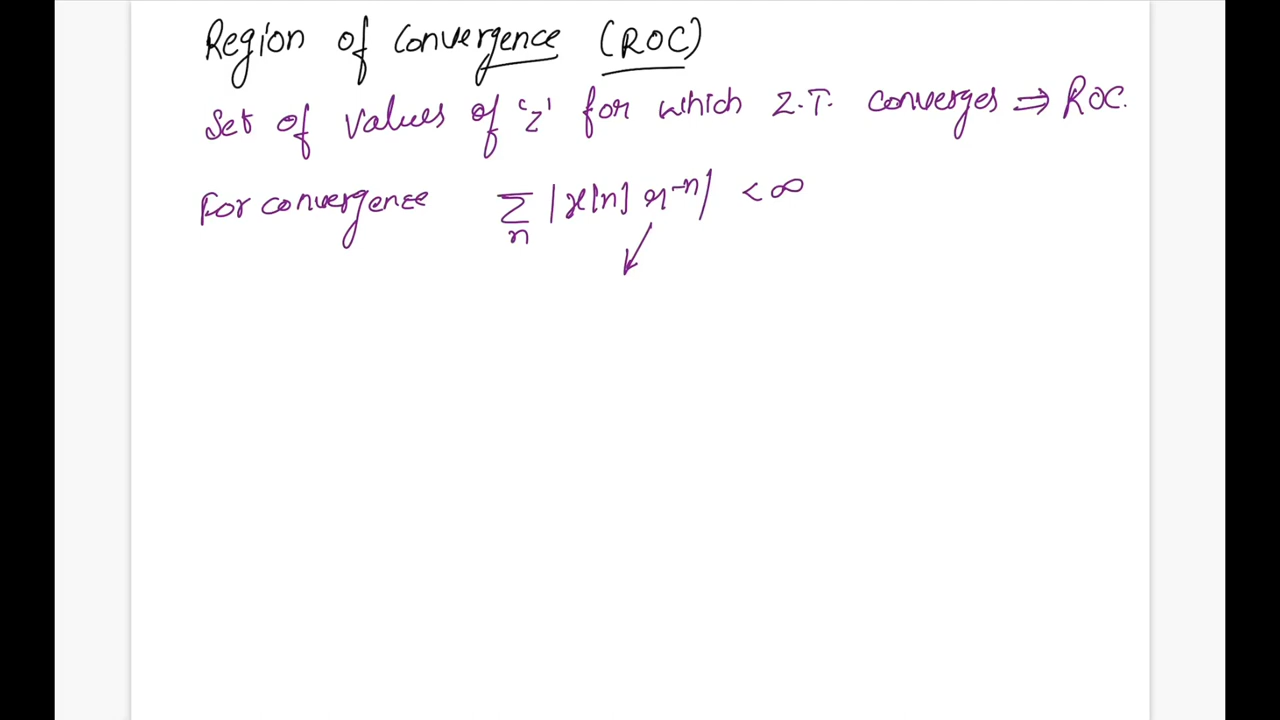 Region of Convergence (ROC)
Set of values of 'z' for which Z.T. converges ⇒ ROC.
For convergence ∑ₙ |x[n] r⁻ⁿ| < ∞